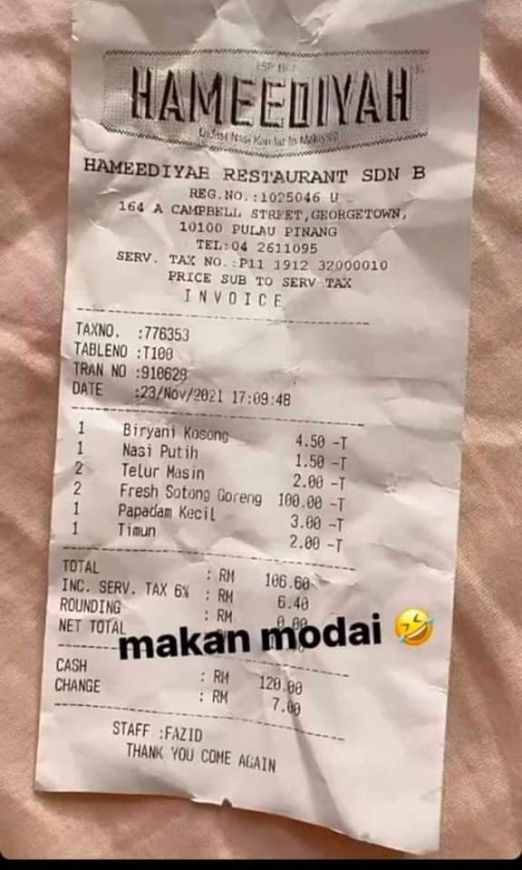 HAMEEDIYAH
HAMEEDIYAH RESTAURANT SDN B
REG.NO.:1025046 U
164 A CAMPBELL STREET,GEORGETOWN,
10100 PULAU PINANG
TEL:04 2611095
SERV. TAX NO.:P11 1912 32000010
PRICE SUB TO SERV TAX
INVOICE
TAXNO. :776353
TABLENO :T100
TRAN NO :910629
DATE :23/Nov/2021 17:09:48
1 Biryani Kosong 4.50 -T
1 Nasi Putih 1.50 -T
2 Telur Masin 2.00 -T
2 Fresh Sotong Goreng 100.00 -T
1 Papadam Kecil 3.00 -T
1 Timun 2.00 -T
TOTAL : RM 106.60
INC. SERV. TAX 6% : RM 6.40
ROUNDING : RM 0.00
NET TOTAL
makan modai 🤣
CASH : RM 120.00
CHANGE : RM 7.00
STAFF :FAZID
THANK YOU COME AGAIN